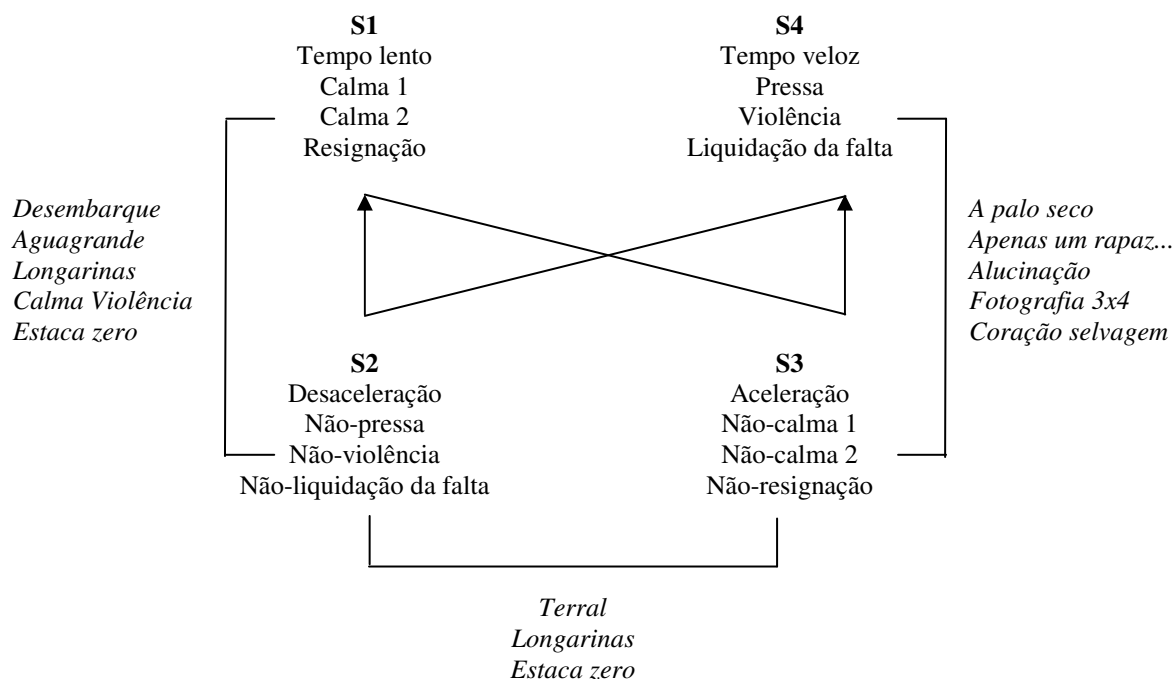 S1
Tempo lento
Calma 1
Calma 2
Resignação
S4
Tempo veloz
Pressa
Violência
Liquidação da falta
Desembarque
Aguagrande
Longarinas
Calma Violência
Estaca zero
A palo seco
Apenas um rapaz...
Alucinação
Fotografia 3x4
Coração selvagem
S2
Desaceleração
Não-pressa
Não-violência
Não-liquidação da falta
S3
Aceleração
Não-calma 1
Não-calma 2
Não-resignação
Terral
Longarinas
Estaca zero